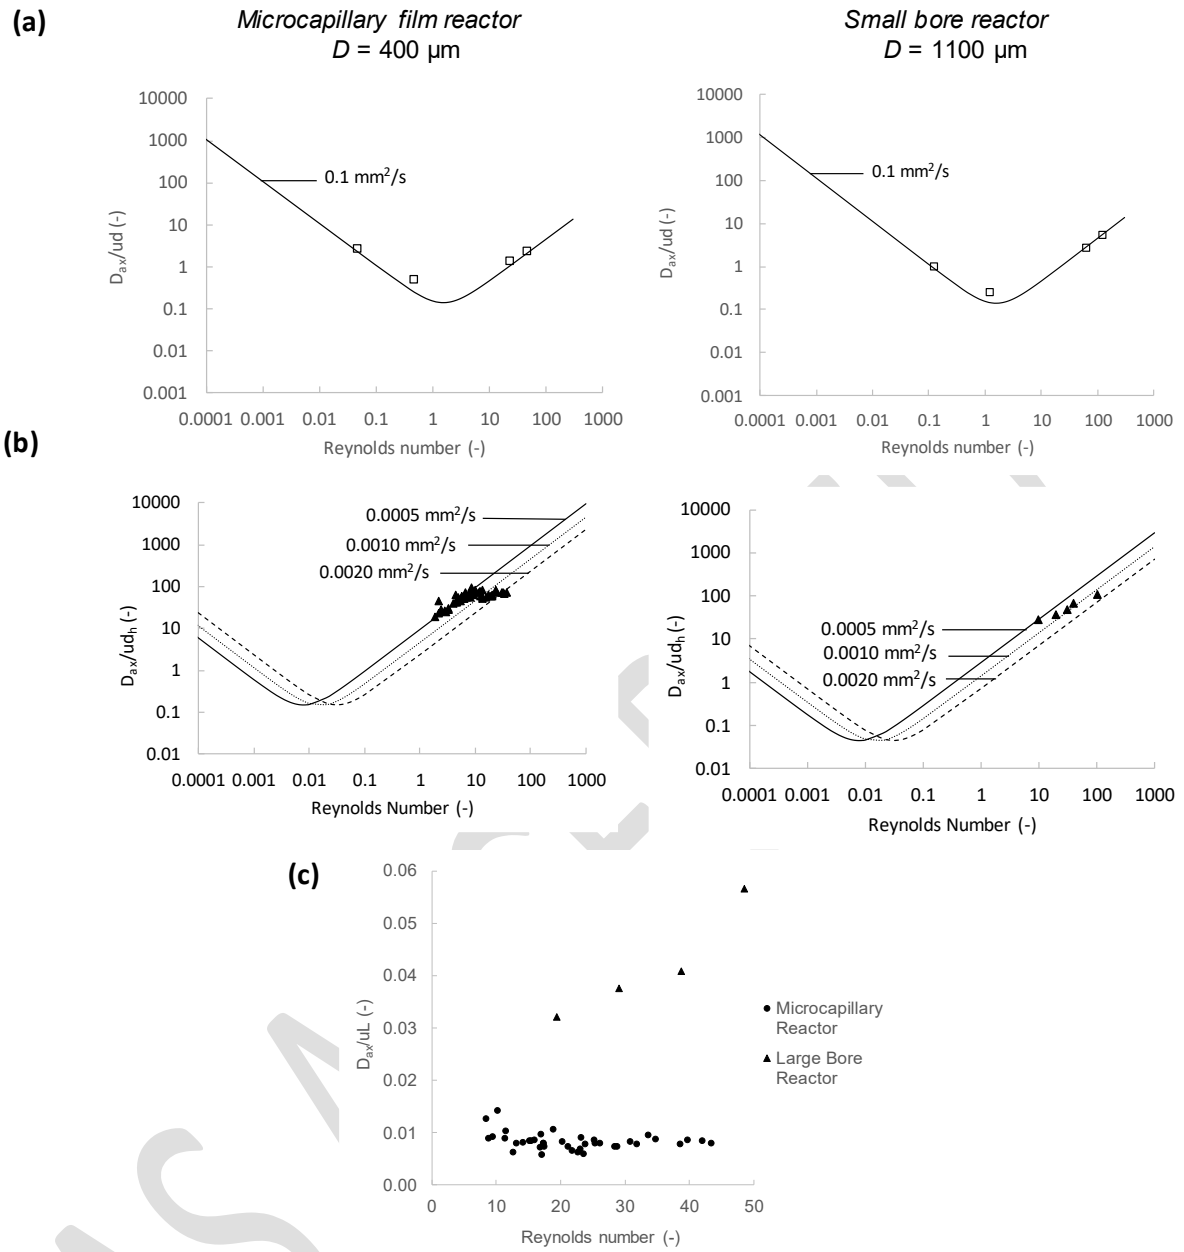 (a)
Microcapillary film reactor
D = 400 µm
Small bore reactor
D = 1100 µm
10000
1000
100
10
1
0.1
0.01
0.001
Dax/ud (-)
0.1 mm²/s
0.0001 0.001 0.01 0.1 1 10 100 1000
Reynolds number (-)
10000
1000
100
10
1
0.1
0.01
0.001
Dax/ud (-)
0.1 mm²/s
0.0001 0.001 0.01 0.1 1 10 100 1000
Reynolds number (-)
(b)
10000
1000
100
10
1
0.1
0.01
Dax/udh (-)
0.0005 mm²/s
0.0010 mm²/s
0.0020 mm²/s
0.0001 0.001 0.01 0.1 1 10 100 1000
Reynolds Number (-)
10000
1000
100
10
1
0.1
0.01
Dax/udh (-)
0.0005 mm²/s
0.0010 mm²/s
0.0020 mm²/s
0.0001 0.001 0.01 0.1 1 10 100 1000
Reynolds Number (-)
(c)
0.06
0.05
0.04
0.03
0.02
0.01
0.00
Dax/uL (-)
0 10 20 30 40 50
Reynolds number (-)
Microcapillary
Reactor
Large Bore
Reactor